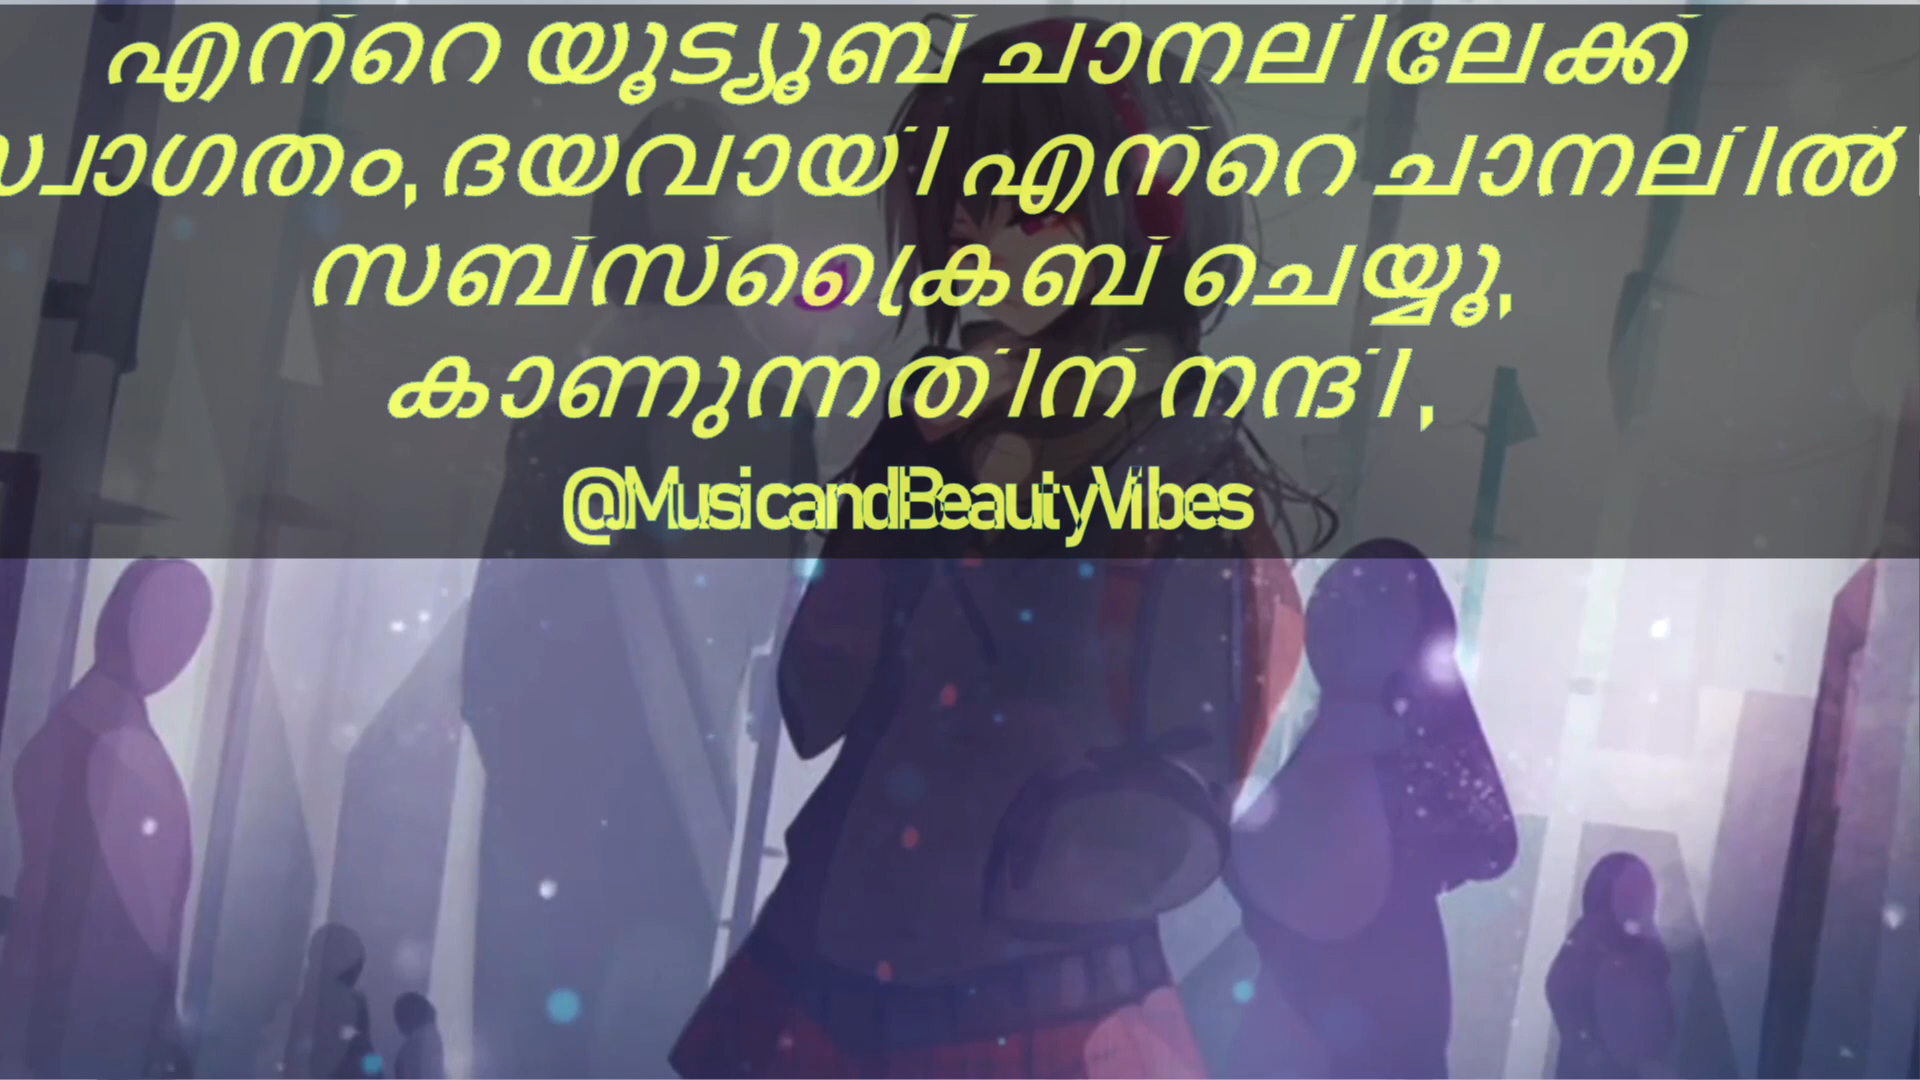 എന്റെ യൂട്യൂബ് ചാനലിലേക്ക്
സ്വാഗതം, ദയവായി എന്റെ ചാനലിൽ
സബ്സ്ക്രൈബ് ചെയ്യൂ,
കാണുന്നതിന് നന്ദി,
@MusicandBeautyVibes